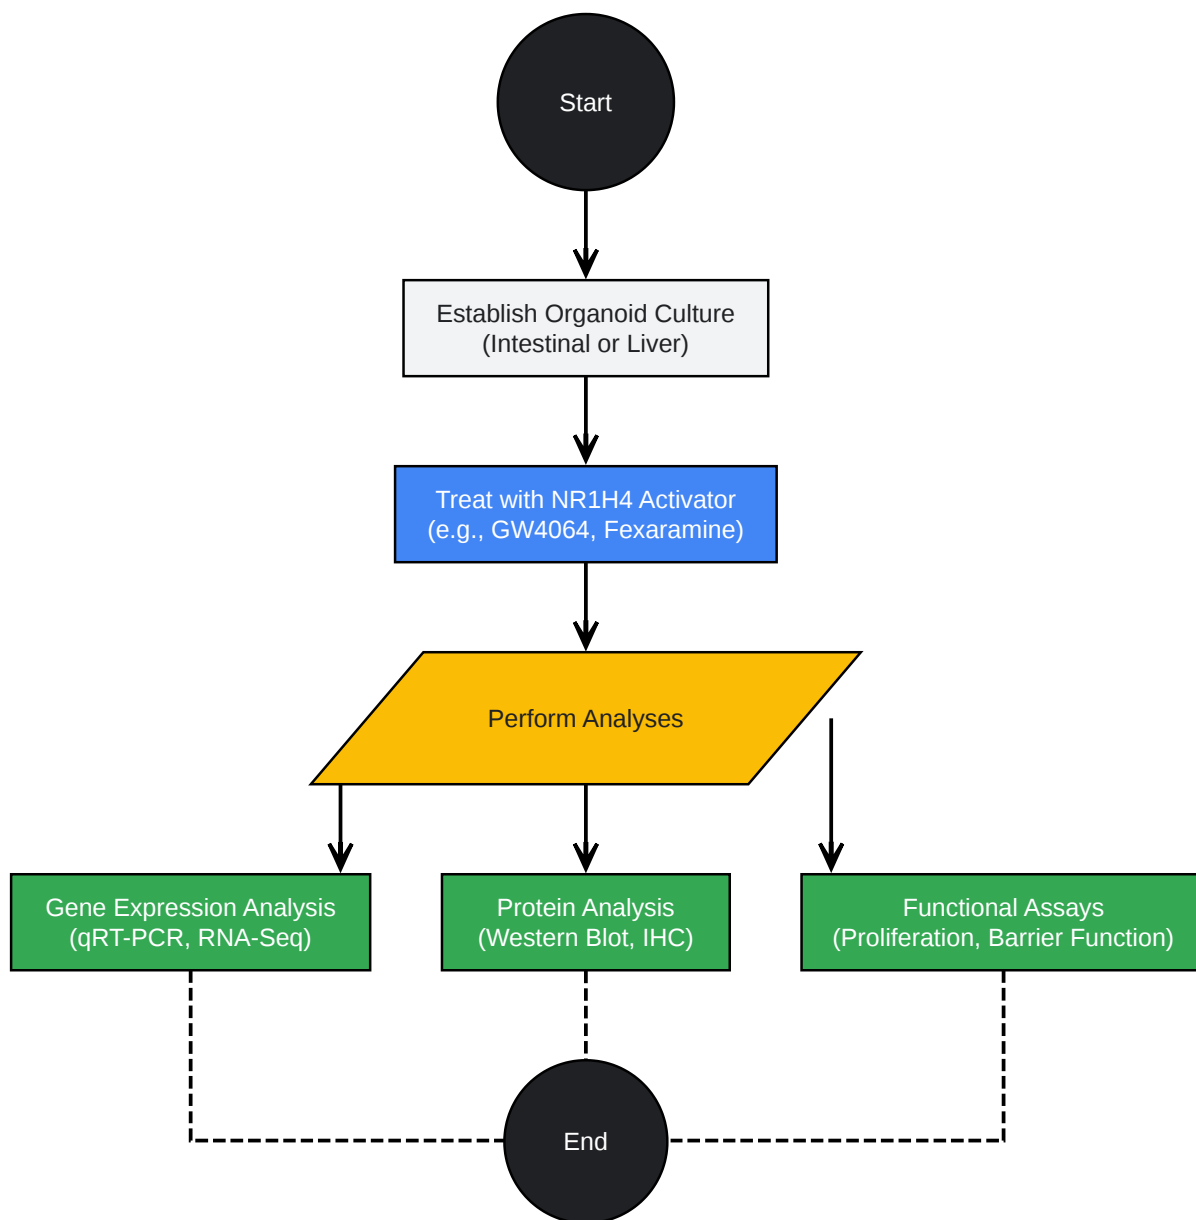 Start
Establish Organoid Culture
(Intestinal or Liver)
Treat with NR1H4 Activator
(e.g., GW4064, Fexaramine)
Perform Analyses
Gene Expression Analysis
(qRT-PCR, RNA-Seq)
Protein Analysis
(Western Blot, IHC)
Functional Assays
(Proliferation, Barrier Function)
End